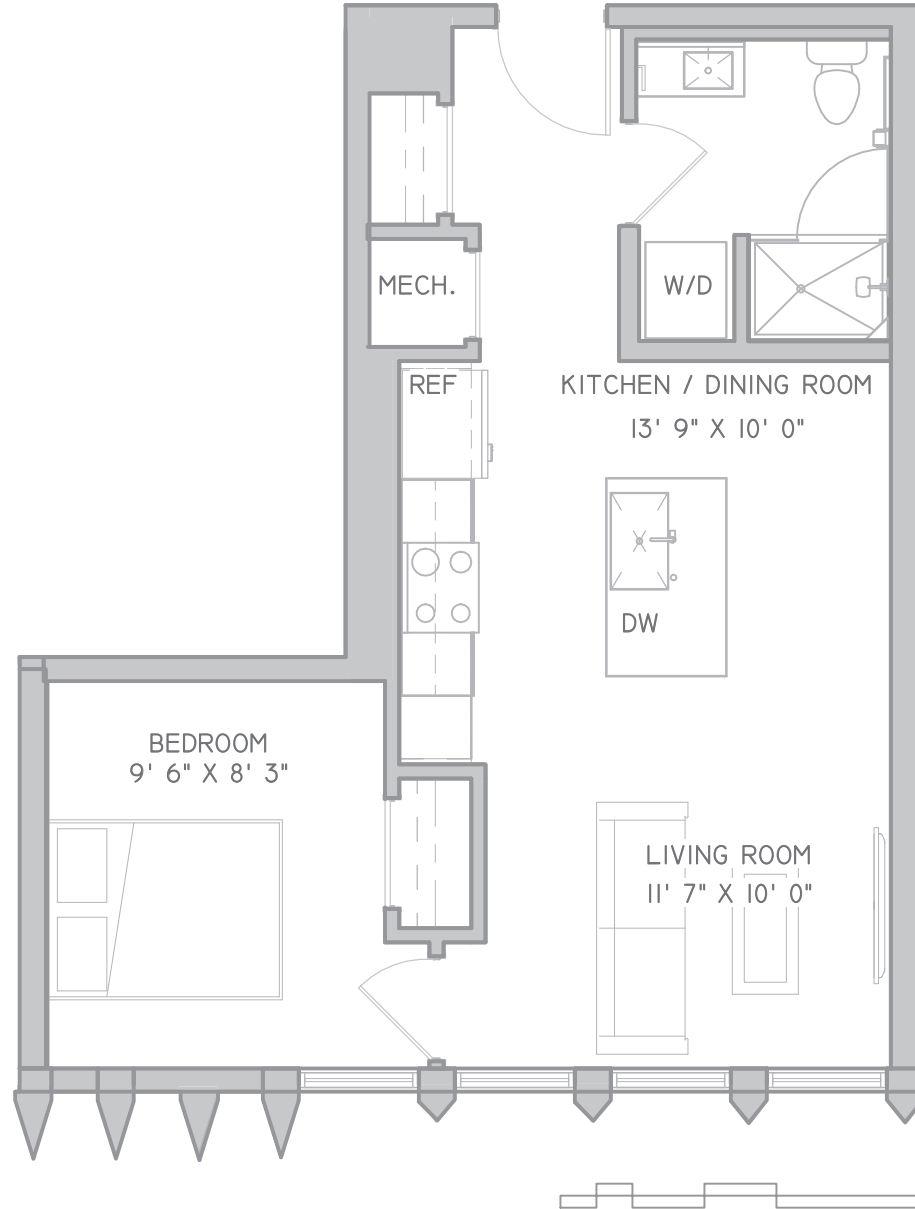 MECH.
W/D
REF
KITCHEN / DINING ROOM
13' 9" X 10' 0"
DW
BEDROOM
9' 6" X 8' 3"
LIVING ROOM
11' 7" X 10' 0"